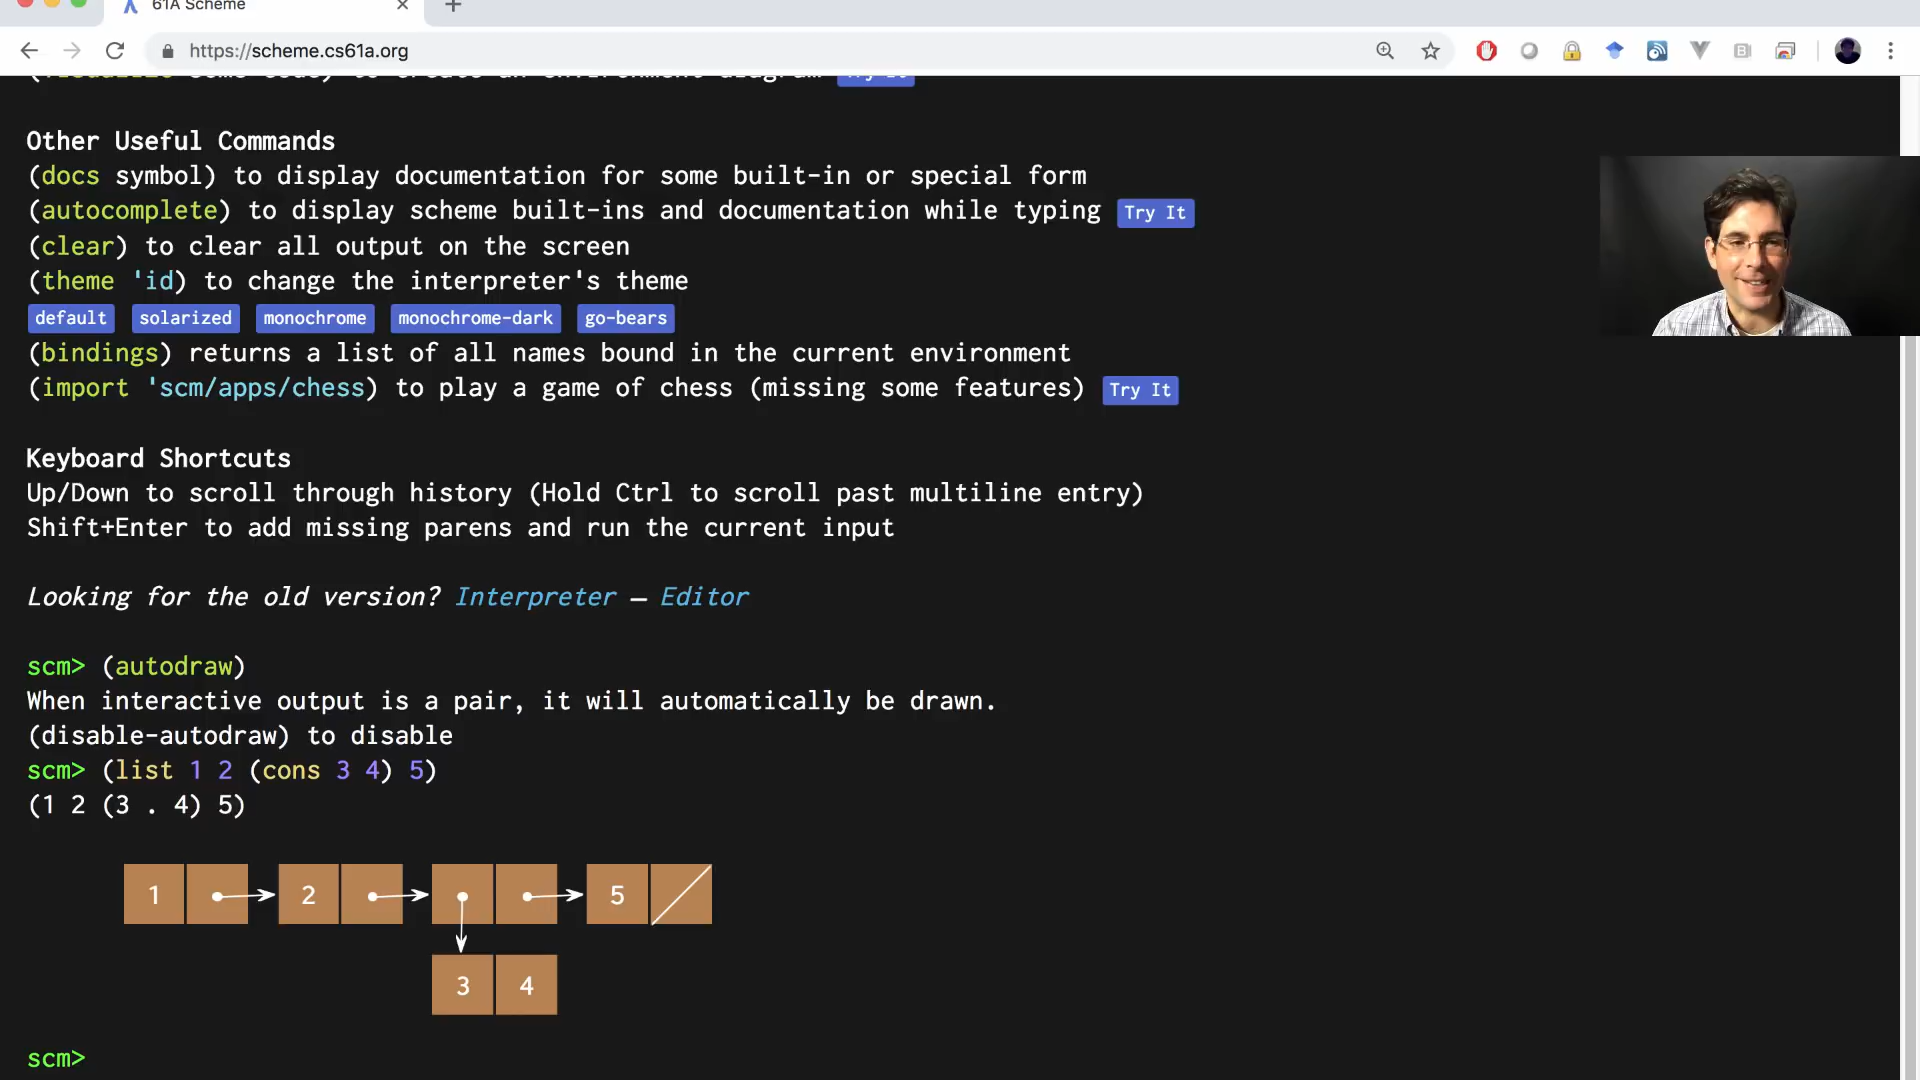 61A Scheme
https://scheme.cs61a.org
Other Useful Commands
(docs symbol) to display documentation for some built-in or special form
(autocomplete) to display scheme built-ins and documentation while typing Try It
(clear) to clear all output on the screen
(theme 'id) to change the interpreter's theme
default solarized monochrome monochrome-dark go-bears
(bindings) returns a list of all names bound in the current environment
(import 'scm/apps/chess) to play a game of chess (missing some features) Try It
Keyboard Shortcuts
Up/Down to scroll through history (Hold Ctrl to scroll past multiline entry)
Shift+Enter to add missing parens and run the current input
Looking for the old version? Interpreter — Editor
scm> (autodraw)
When interactive output is a pair, it will automatically be drawn.
(disable-autodraw) to disable
scm> (list 1 2 (cons 3 4) 5)
(1 2 (3 . 4) 5)
1 2 5
3 4
scm>